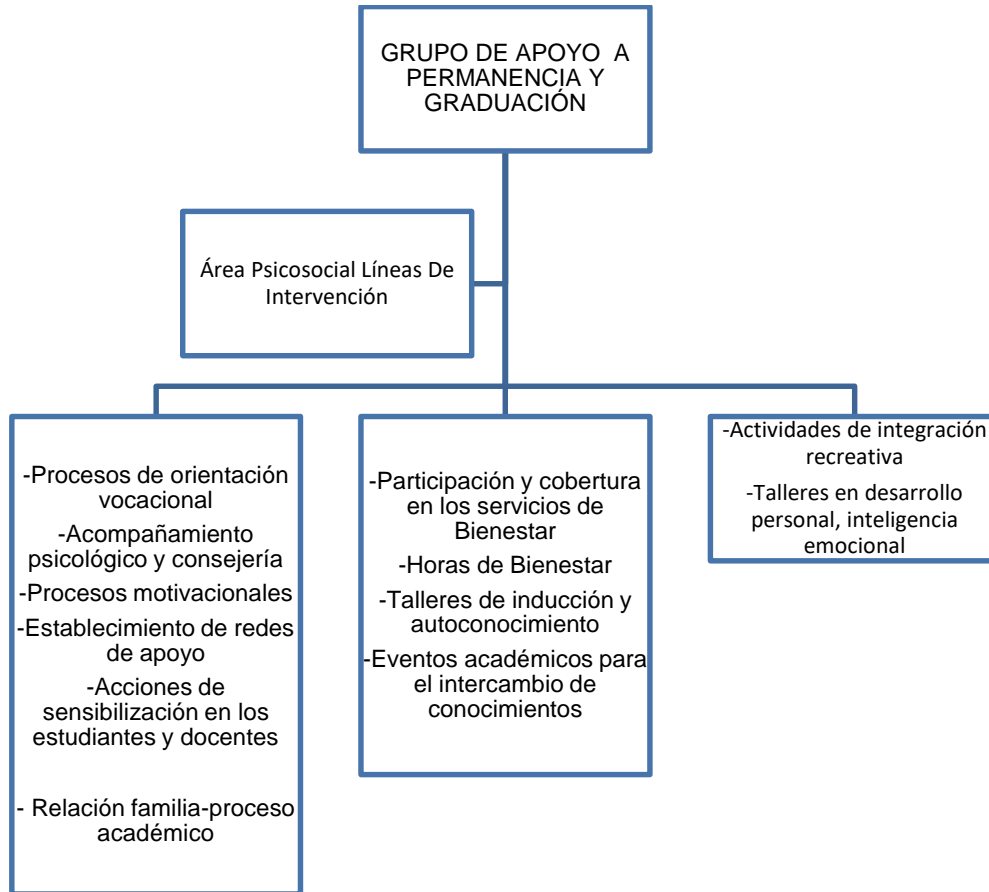 GRUPO DE APOYO A
PERMANENCIA Y
GRADUACIÓN
Área Psicosocial Líneas De
Intervención
-Procesos de orientación
vocacional
-Acompañamiento
psicológico y consejería
-Procesos motivacionales
-Establecimiento de redes
de apoyo
-Acciones de
sensibilización en los
estudiantes y docentes
- Relación familia-proceso
académico
-Participación y cobertura
en los servicios de
Bienestar
-Horas de Bienestar
-Talleres de inducción y
autoconocimiento
-Eventos académicos para
el intercambio de
conocimientos
-Actividades de integración
recreativa
-Talleres en desarrollo
personal, inteligencia
emocional